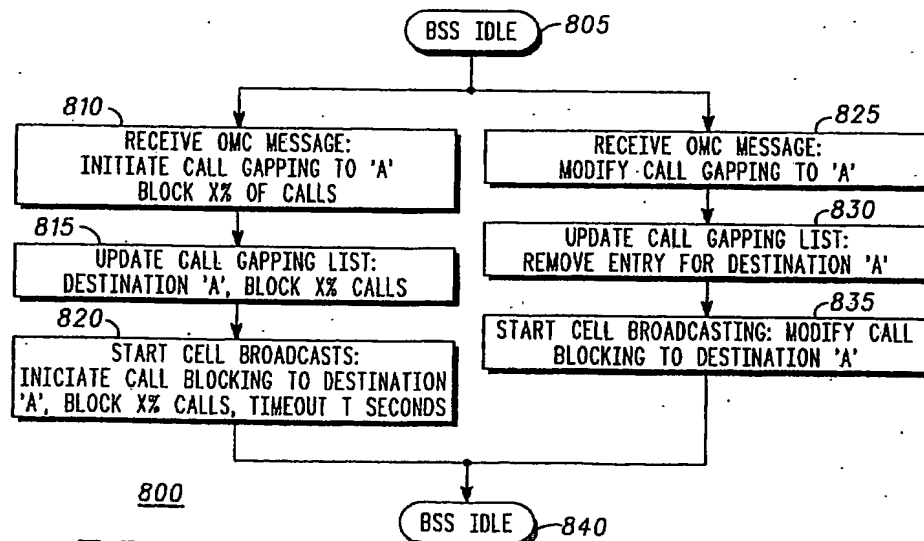 BSS IDLE
805
810
RECEIVE OMC MESSAGE:
INITIATE CALL GAPPING TO 'A'
BLOCK X% OF CALLS
815
UPDATE CALL GAPPING LIST:
DESTINATION 'A', BLOCK X% CALLS
820
START CELL BROADCASTS:
INICIATE CALL BLOCKING TO DESTINATION
'A', BLOCK X% CALLS, TIMEOUT T SECONDS
825
RECEIVE OMC MESSAGE:
MODIFY CALL GAPPING TO 'A'
830
UPDATE CALL GAPPING LIST:
REMOVE ENTRY FOR DESTINATION 'A'
835
START CELL BROADCASTING: MODIFY CALL
BLOCKING TO DESTINATION 'A'
800
BSS IDLE
840